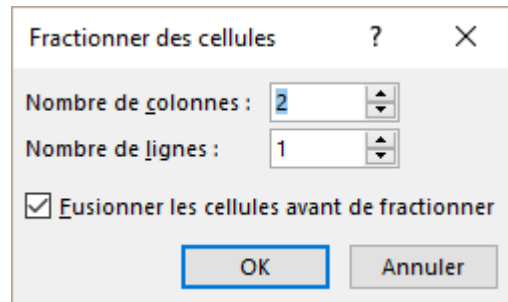 Fractionner des cellules ?
Nombre de colonnes : 2
Nombre de lignes : 1
Fusionner les cellules avant de fractionner
OK Annuler